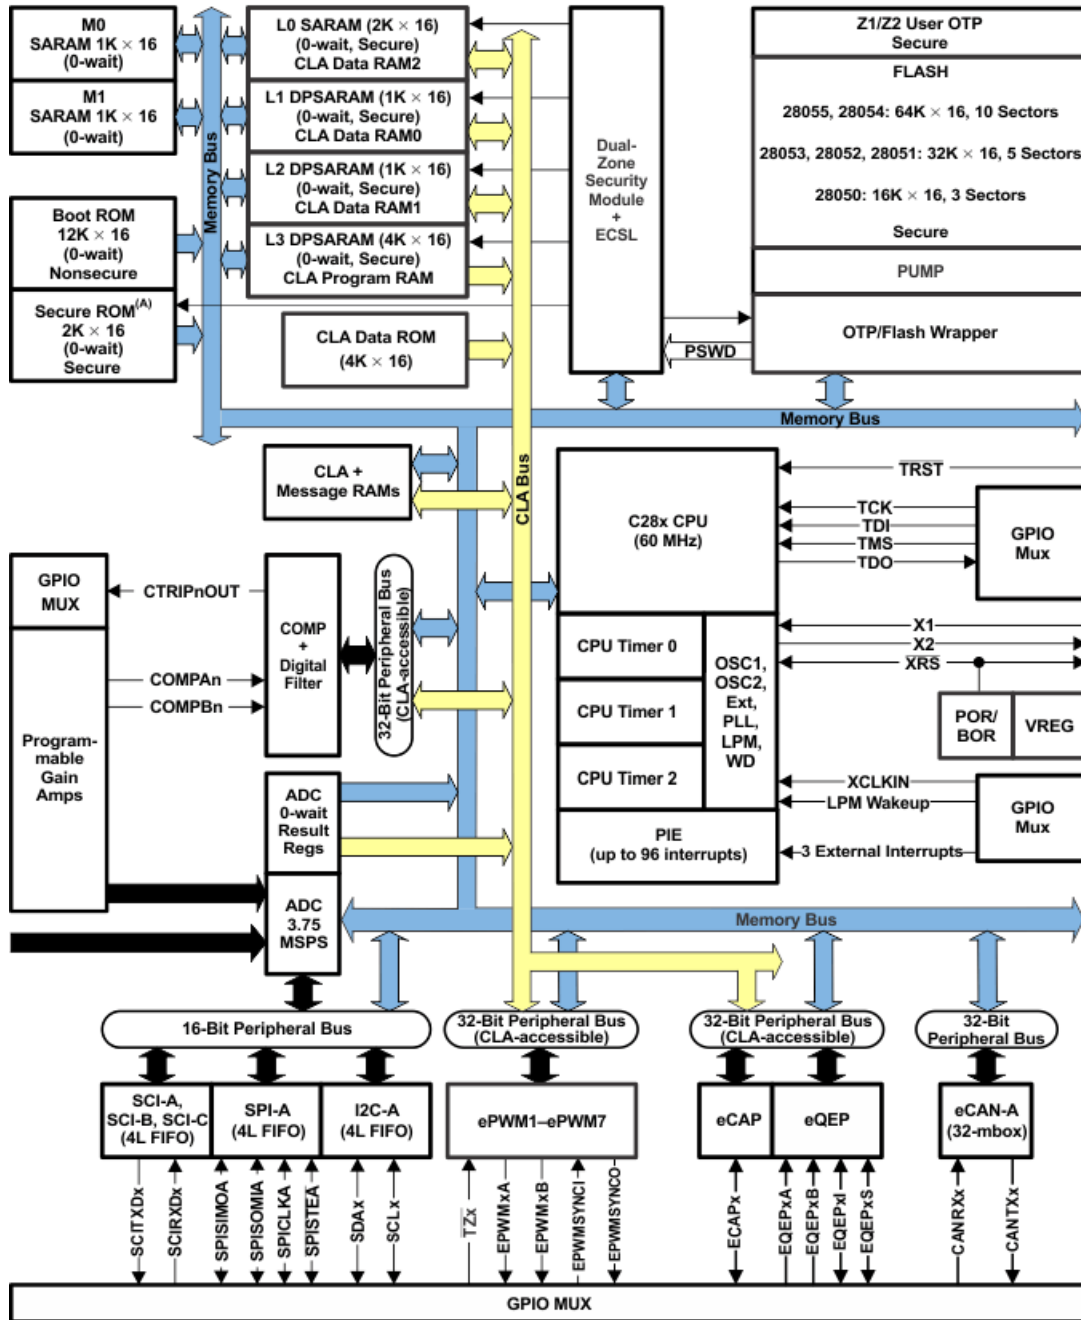 M0
SARAM 1K × 16
(0-wait)
M1
SARAM 1K × 16
(0-wait)
Boot ROM
12K × 16
(0-wait)
Nonsecure
Secure ROM(A)
2K × 16
(0-wait)
Secure
Memory Bus
L0 SARAM (2K × 16)
(0-wait, Secure)
CLA Data RAM2
L1 DPSARAM (1K × 16)
(0-wait, Secure)
CLA Data RAM0
L2 DPSARAM (1K × 16)
(0-wait, Secure)
CLA Data RAM1
L3 DPSARAM (4K × 16)
(0-wait, Secure)
CLA Program RAM
CLA Data ROM
(4K × 16)
CLA Bus
Dual-
Zone
Security
Module
+
ECSL
PSWD
Z1/Z2 User OTP
Secure
FLASH
28055, 28054: 64K × 16, 10 Sectors
28053, 28052, 28051: 32K × 16, 5 Sectors
28050: 16K × 16, 3 Sectors
Secure
PUMP
OTP/Flash Wrapper
Memory Bus
CLA +
Message RAMs
C28x CPU
(60 MHz)
TRST
TCK
TDI
TMS
TDO
GPIO
Mux
GPIO
MUX
CTRIPnOUT
COMPAn
COMPBn
COMP
+
Digital
Filter
32-Bit Peripheral Bus
(CLA-accessible)
Program-
mable
Gain
Amps
CPU Timer 0
CPU Timer 1
CPU Timer 2
OSC1,
OSC2,
Ext,
PLL,
LPM,
WD
X1
X2
XRS
POR/
BOR
VREG
XCLKIN
LPM Wakeup
3 External Interrupts
GPIO
Mux
PIE
(up to 96 interrupts)
ADC
0-wait
Result
Regs
ADC
3.75
MSPS
Memory Bus
16-Bit Peripheral Bus
32-Bit Peripheral Bus
(CLA-accessible)
32-Bit Peripheral Bus
(CLA-accessible)
32-Bit
Peripheral Bus
SCI-A,
SCI-B, SCI-C
(4L FIFO)
SPI-A
(4L FIFO)
I2C-A
(4L FIFO)
ePWM1–ePWM7
eCAP
eQEP
eCAN-A
(32-mbox)
SCITXDx
SCIRXDx
SPISIMOA
SPISOMIA
SPICLKA
SPISTEA
SDAx
SCLx
TZx
EPWMxA
EPWMxB
EPWMSYNCI
EPWMSYNCO
ECAPx
EQEPxA
EQEPxB
EQEPxI
EQEPxS
CANRXx
CANTXx
GPIO MUX